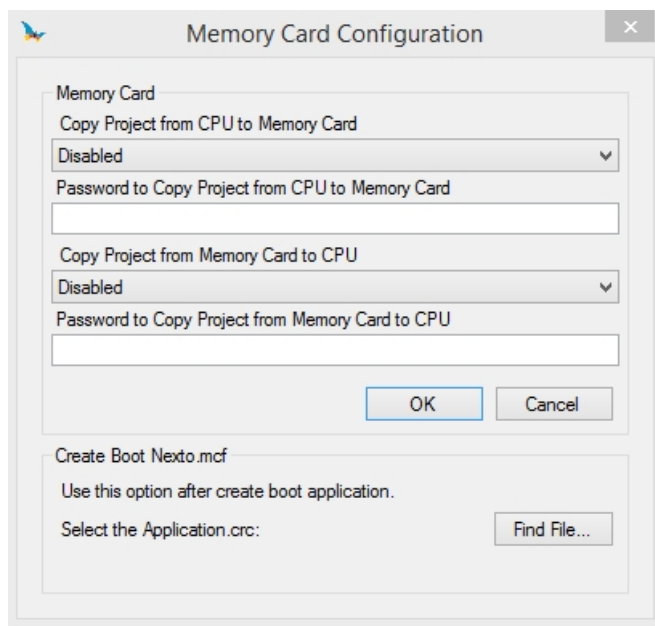 Memory Card Configuration
Memory Card
Copy Project from CPU to Memory Card
Disabled
Password to Copy Project from CPU to Memory Card
Copy Project from Memory Card to CPU
Disabled
Password to Copy Project from Memory Card to CPU
OK Cancel
Create Boot Nexto.mcf
Use this option after create boot application.
Select the Application.crc: Find File...